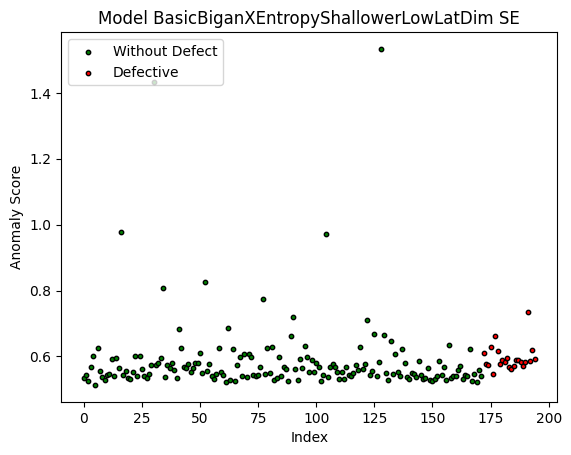 Model BasicBiganXEntropyShallowerLowLatDim SE
Without Defect
Defective
Anomaly Score
1.4
1.2
1.0
0.8
0.6
0 25 50 75 100 125 150 175 200
Index